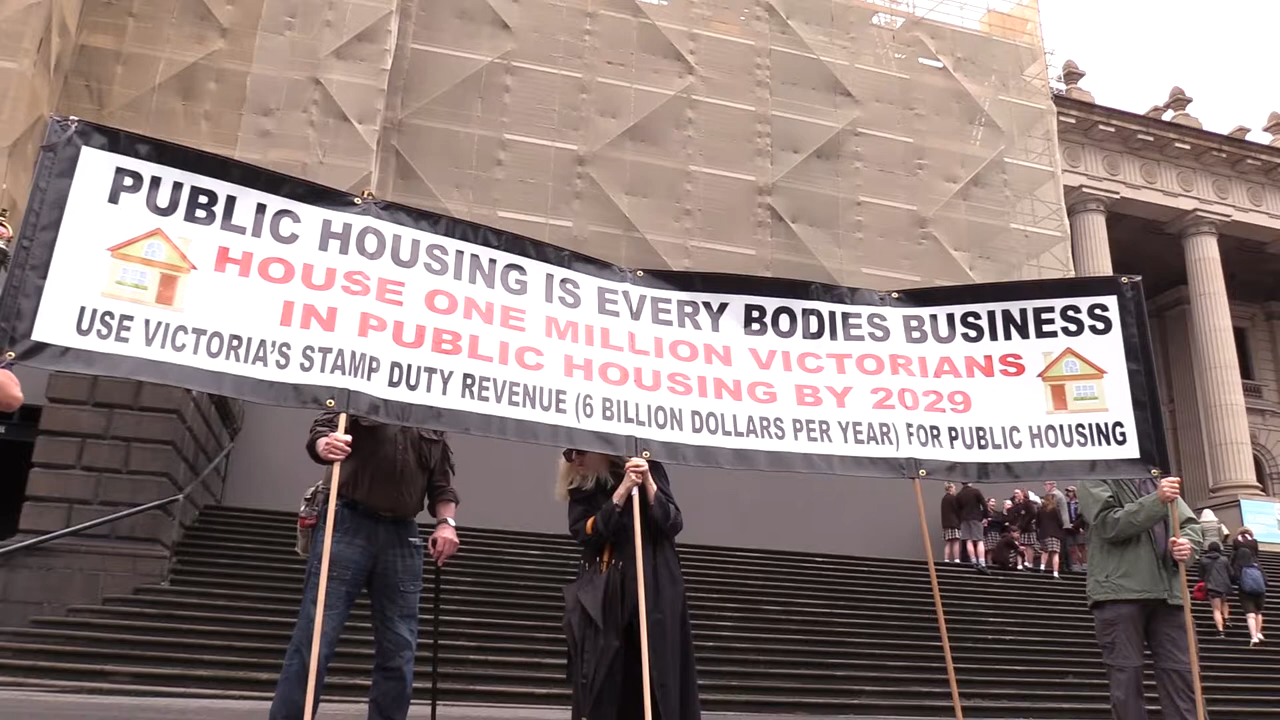 PUBLIC HOUSING IS EVERY BODIES BUSINESS
HOUSE ONE MILLION VICTORIANS
IN PUBLIC HOUSING BY 2029
USE VICTORIA'S STAMP DUTY REVENUE (6 BILLION DOLLARS PER YEAR) FOR PUBLIC HOUSING